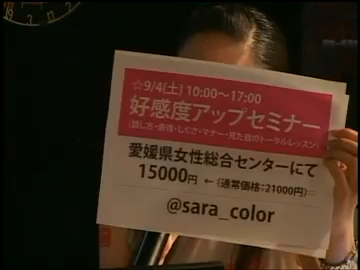 ☆9/4(土) 10:00～17:00
好感度アップセミナー
(話し方・表情・しぐさ・マナー・見た目のトータルレッスン)
愛媛県女性総合センターにて
15000円 ←(通常価格:21000円)
@sara_color